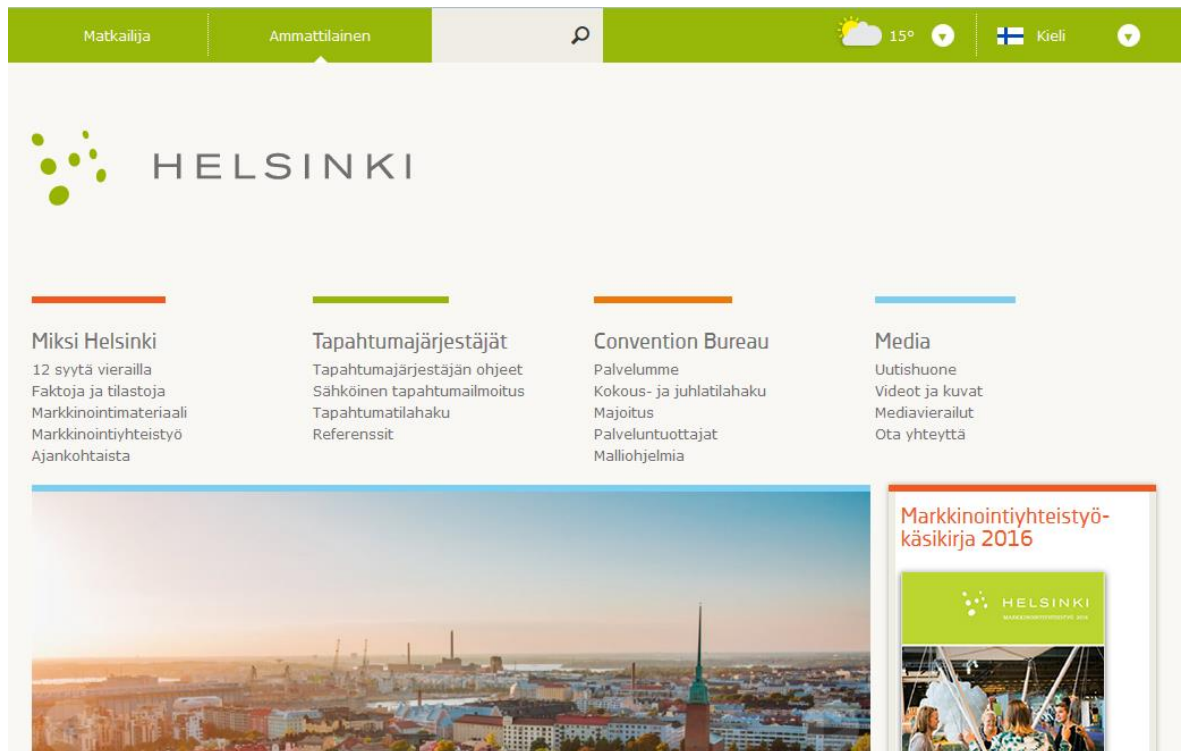 Matkailija
Ammattilainen
15°
Kieli
HELSINKI
Miksi Helsinki
12 syytä vierailla
Faktoja ja tilastoja
Markkinointimateriaali
Markkinointiyhteistyö
Ajankohtaista
Tapahtumajärjestäjät
Tapahtumajärjestäjän ohjeet
Sähköinen tapahtumailmoitus
Tapahtumatilahaku
Referenssit
Convention Bureau
Palvelumme
Kokous- ja juhlatilahaku
Majoitus
Palveluntuottajat
Malliohjelmia
Media
Uutishuone
Videot ja kuvat
Mediavierailut
Ota yhteyttä
Markkinointiyhteistyö-
käsikirja 2016
HELSINKI
MARKKINOINTIYHTEISTYÖ 2016